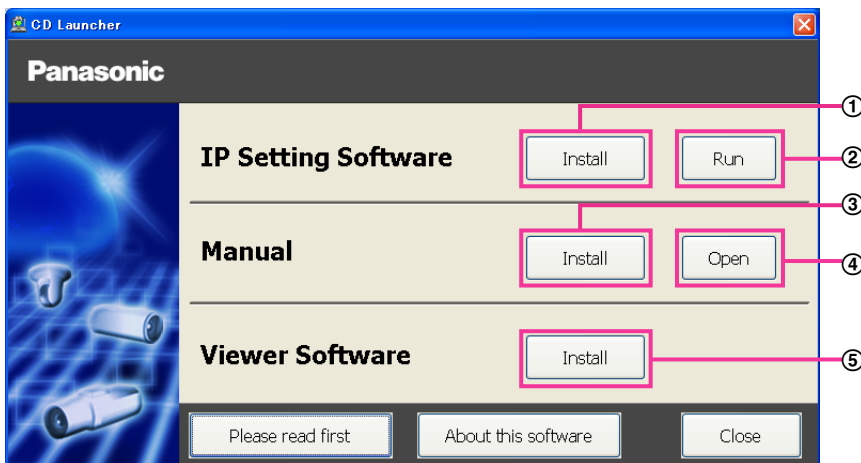 CD Launcher
Panasonic
①
IP Setting Software Install Run ②
③
Manual Install Open ④
Viewer Software Install ⑤
Please read first About this software Close